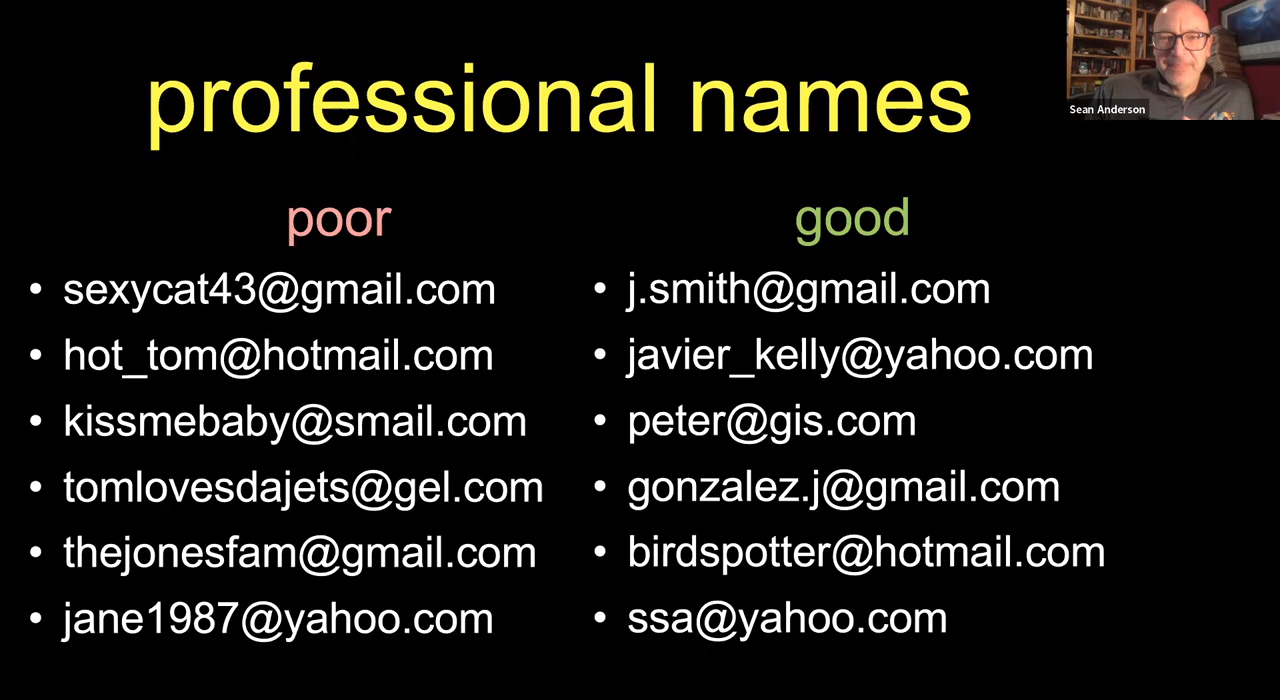 professional names
Sean Anderson
poor
• sexycat43@gmail.com
• hot_tom@hotmail.com
• kissmebaby@smail.com
• tomlovesdajets@gel.com
• thejonesfam@gmail.com
• jane1987@yahoo.com
good
• j.smith@gmail.com
• javier_kelly@yahoo.com
• peter@gis.com
• gonzalez.j@gmail.com
• birdspotter@hotmail.com
• ssa@yahoo.com